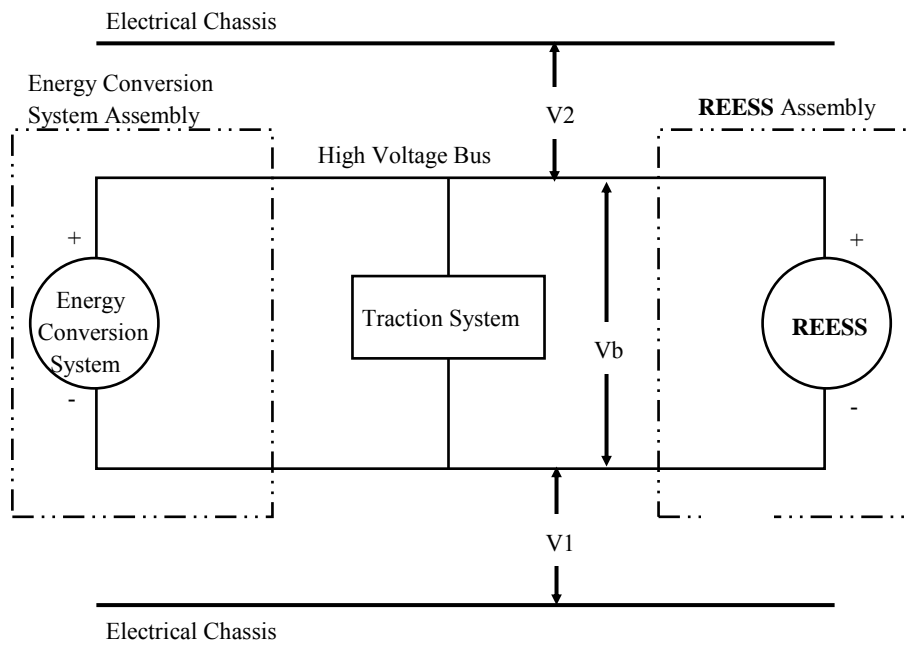 Electrical Chassis
Energy Conversion
System Assembly
V2
REESS Assembly
High Voltage Bus
+
+
Energy
Conversion
System
Traction System
Vb
REESS
-
-
V1
Electrical Chassis